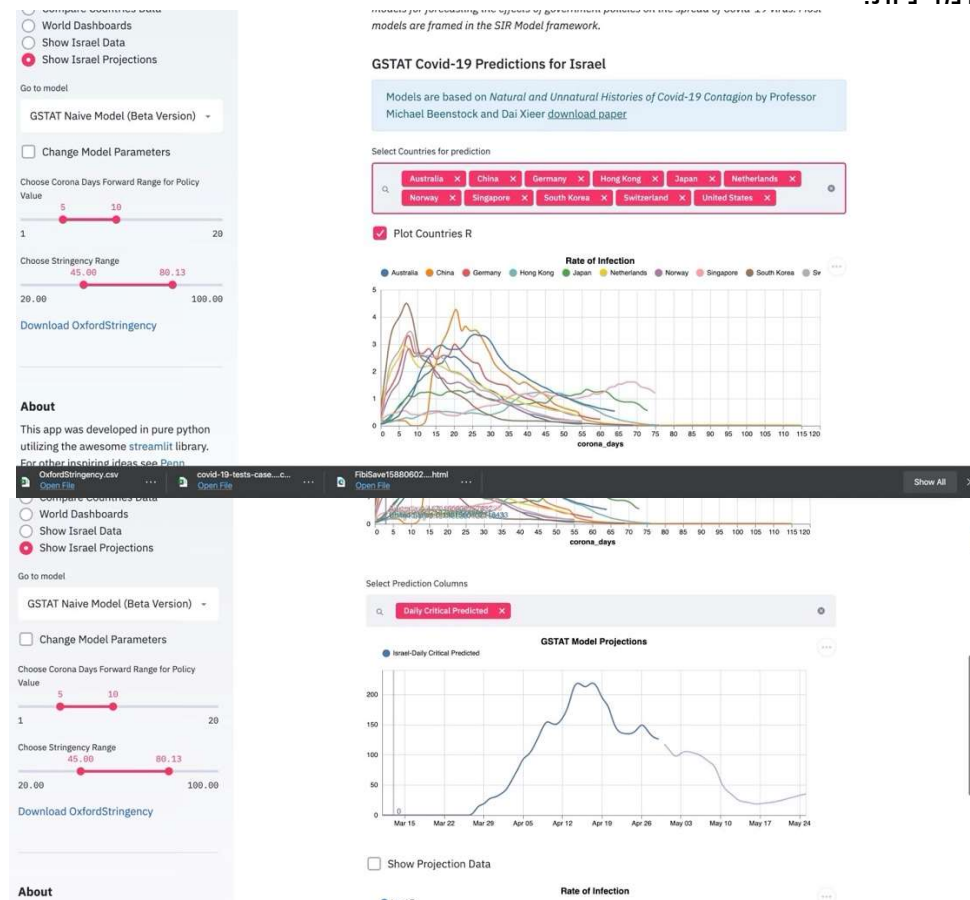 World Dashboards
Show Israel Data
Show Israel Projections
Go to model
GSTAT Naive Model (Beta Version)
Change Model Parameters
Choose Corona Days Forward Range for Policy
Value
5 10
1 20
Choose Stringency Range
45.00 80.13
20.00 100.00
Download OxfordStringency
About
This app was developed in pure python
utilizing the awesome streamlit library.
For other inspiring ideas see Penn
models for forecasting the effects of government policies on the spread of Covid-19 virus. Most
models are framed in the SIR Model framework.
GSTAT Covid-19 Predictions for Israel
Models are based on Natural and Unnatural Histories of Covid-19 Contagion by Professor
Michael Beenstock and Dai Xieer download paper
Select Countries for prediction
Australia × China × Germany × Hong Kong × Japan × Netherlands ×
Norway × Singapore × South Korea × Switzerland × United States ×
Plot Countries R
Rate of Infection
Australia China Germany Hong Kong Japan Netherlands Norway Singapore South Korea Sw
5
4
3
2
1
0
0 5 10 15 20 25 30 35 40 45 50 55 60 65 70 75 80 85 90 95 100 105 110 115 120
corona_days
OxfordStringency.csv covid-19-tests-case....c... FibiSave15880602....html
Open File ... Open File ... Open File ... Show All ×
Compare Countries Data
World Dashboards
Show Israel Data
Show Israel Projections
Go to model
GSTAT Naive Model (Beta Version)
Change Model Parameters
Choose Corona Days Forward Range for Policy
Value
5 10
1 20
Choose Stringency Range
45.00 80.13
20.00 100.00
Download OxfordStringency
About
0
0 5 10 15 20 25 30 35 40 45 50 55 60 65 70 75 80 85 90 95 100 105 110 115 120
corona_days
Select Prediction Columns
Daily Critical Predicted ×
GSTAT Model Projections
Israel-Daily Critical Predicted
200
150
100
50
0
0
Mar 15 Mar 22 Mar 29 Apr 05 Apr 12 Apr 19 Apr 26 May 03 May 10 May 17 May 24
Show Projection Data
Rate of Infection